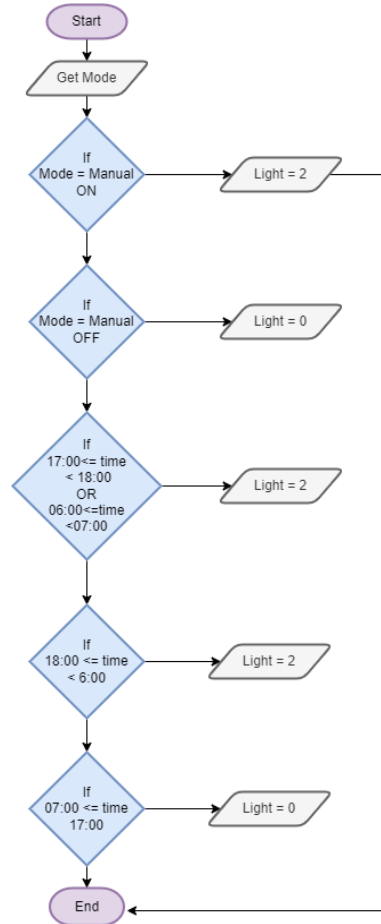 Start
Get Mode
If
Mode = Manual
ON
Light = 2
If
Mode = Manual
OFF
Light = 0
If
17:00<= time
< 18:00
OR
06:00<=time
<07:00
Light = 2
If
18:00 <= time
< 6:00
Light = 2
If
07:00 <= time
17:00
Light = 0
End